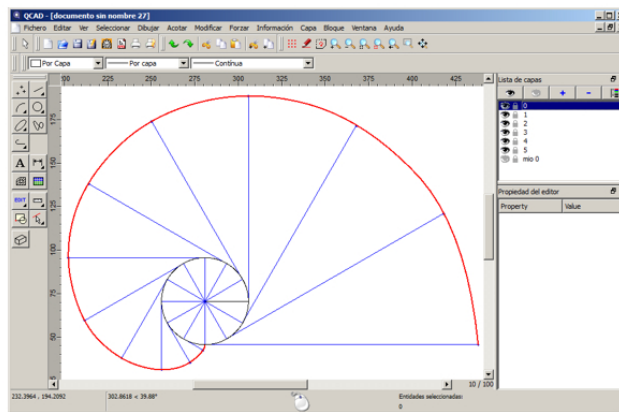 QCAD - [documento sin nombre 27]
Fichero Editar Ver Seleccionar Dibujar Acotar Modificar Forzar Información Capa Bloque Ventana Ayuda
Por Capa Por capa Contínua
200 225 250 275 300 325 350 375 400 425
175
150
125
100
75
50
25
A
EDIT
Lista de capas
0
1
2
3
4
5
mio 0
Propiedad del editor
Property Value
10 / 100
232.3964 , 194.2092 302.8618 < 39.88° Entidades seleccionadas:
0